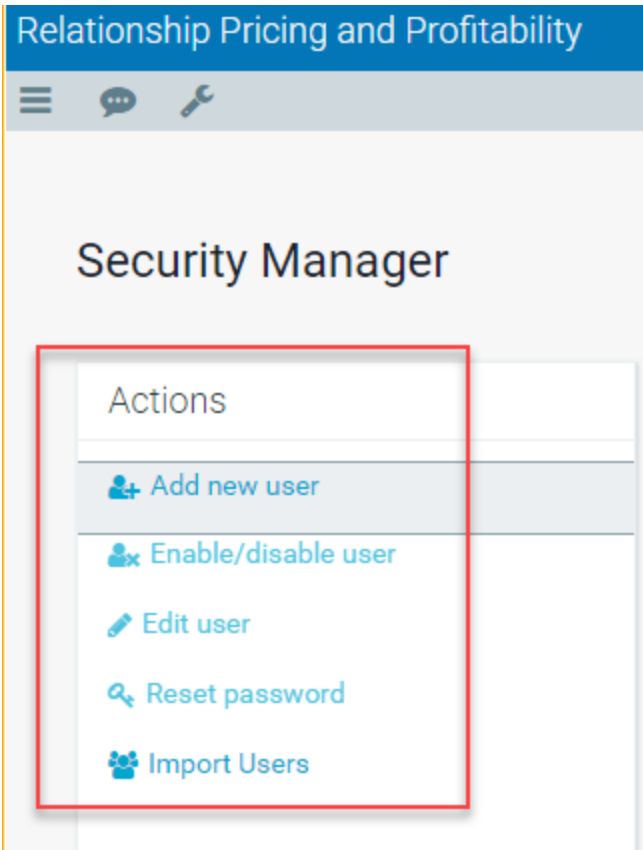 Relationship Pricing and Profitability
Security Manager
Actions
Add new user
Enable/disable user
Edit user
Reset password
Import Users